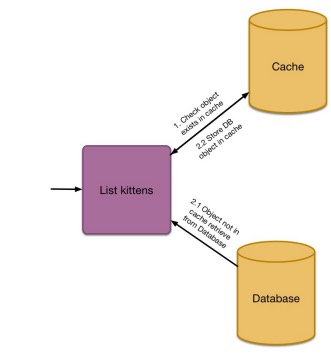 Cache
1. Check object
exists in cache
2.2 Store DB
object in cache
List kittens
2.1 Object not in
cache retrieve
from Database
Database